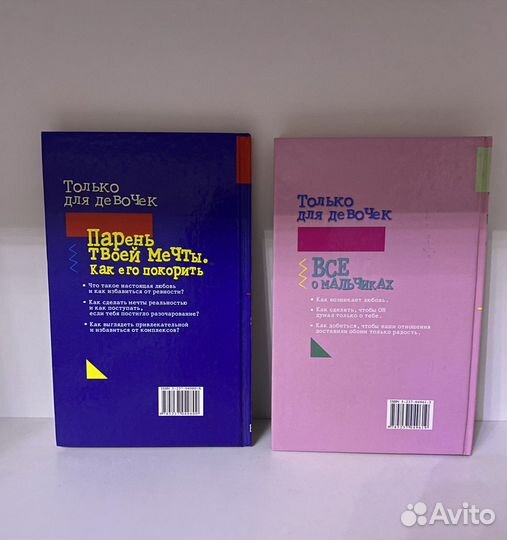 Только
для девочек
Парень
твоей мечты.
Как его покорить
• Что такое настоящая любовь
и как избавиться от ревности?
• Как сделать мечты реальностью
и как поступать,
если тебя постигло разочарование?
• Как выглядеть привлекательной
и избавиться от комплексов?
Только
для девочек
ВСЕ
о мальчиках
• Как возникает любовь.
• Как сделать, чтобы ОН
думал только о тебе.
• Как добиться, чтобы ваши отношения
доставляли обоим только радость.
Avito